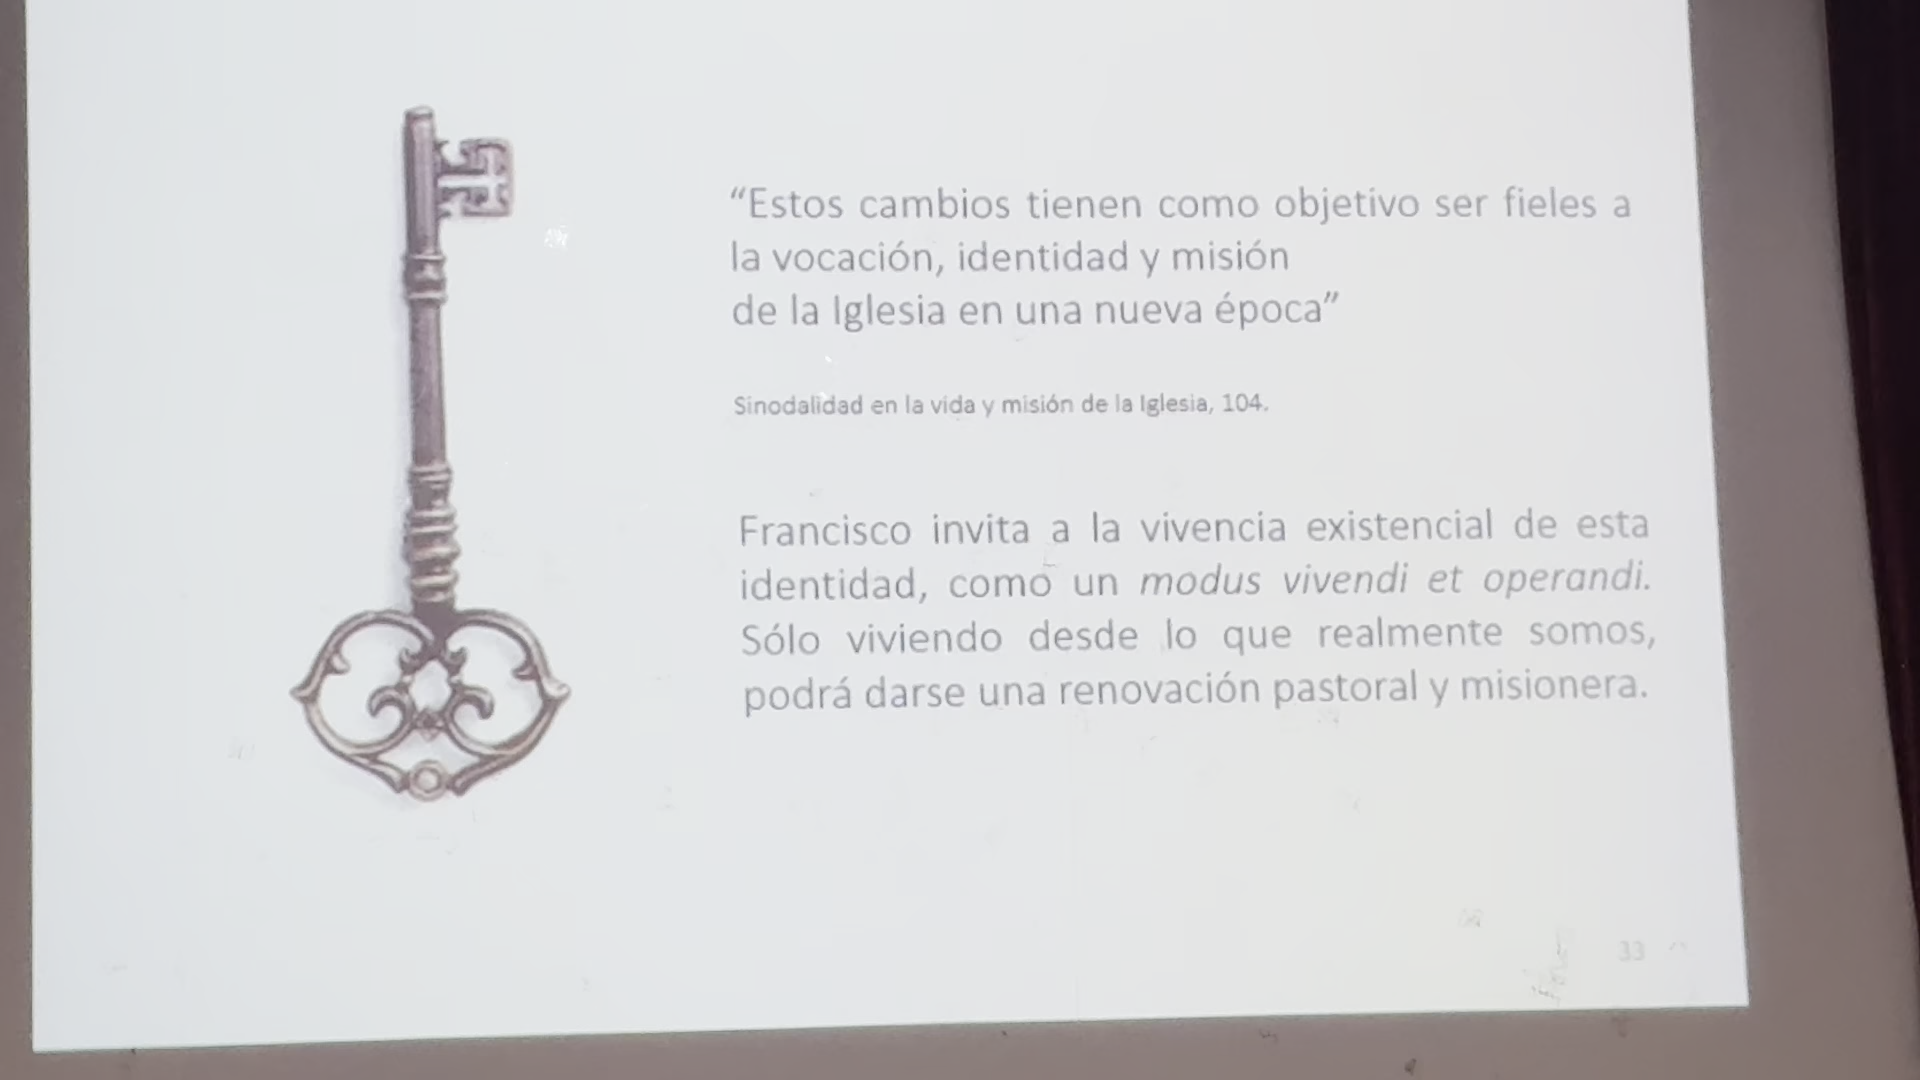 “Estos cambios tienen como objetivo ser fieles a
la vocación, identidad y misión
de la Iglesia en una nueva época”
Sinodalidad en la vida y misión de la Iglesia, 104.
Francisco invita a la vivencia existencial de esta
identidad, como un modus vivendi et operandi.
Sólo viviendo desde lo que realmente somos,
podrá darse una renovación pastoral y misionera.
33